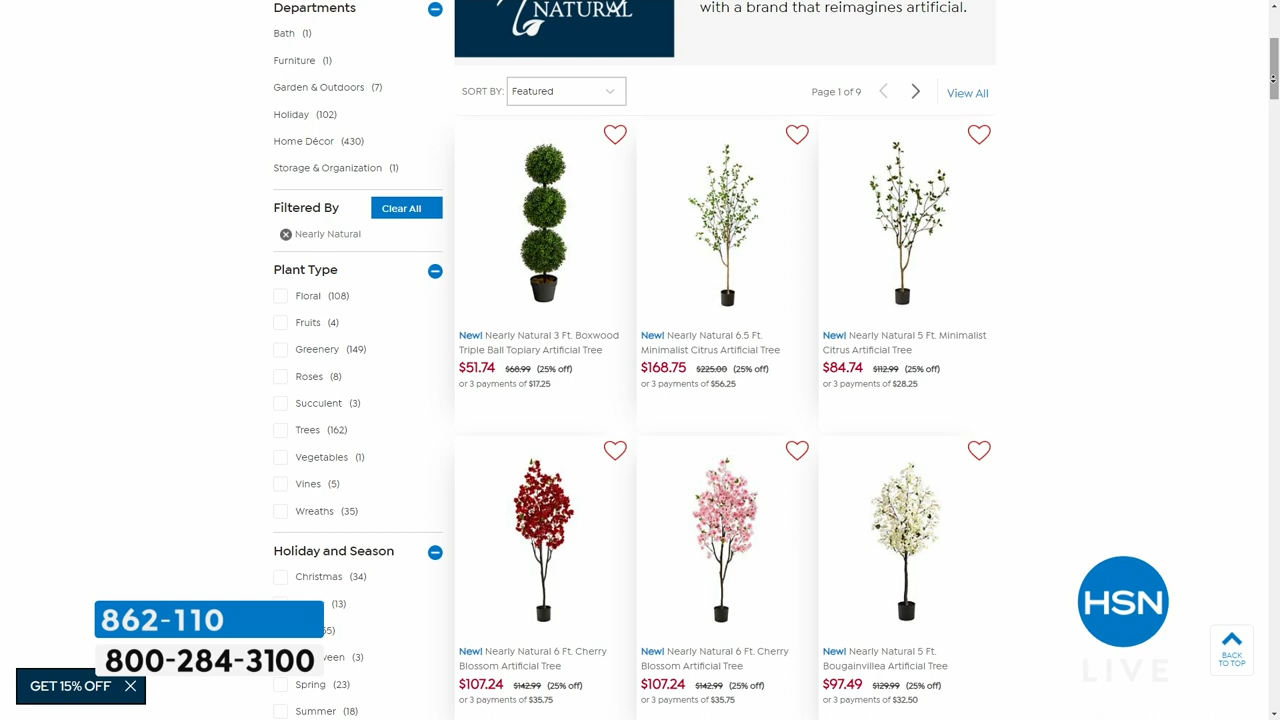 Departments
Bath (1)
Furniture (1)
Garden & Outdoors (7)
Holiday (102)
Home Décor (430)
Storage & Organization (1)
Filtered By
Clear All
Nearly Natural
Plant Type
Floral (108)
Fruits (4)
Greenery (149)
Roses (8)
Succulent (3)
Trees (162)
Vegetables (1)
Vines (5)
Wreaths (35)
Holiday and Season
Christmas (34)
(13)
Spring (23)
Summer (18)
NATURAL
with a brand that reimagines artificial.
SORT BY: Featured
Page 1 of 9
View All
New! Nearly Natural 3 Ft. Boxwood
Triple Ball Topiary Artificial Tree
$51.74 $68.99 (25% off)
or 3 payments of $17.25
New! Nearly Natural 6.5 Ft.
Minimalist Citrus Artificial Tree
$168.75 $225.00 (25% off)
or 3 payments of $56.25
New! Nearly Natural 5 Ft. Minimalist
Citrus Artificial Tree
$84.74 $112.99 (25% off)
or 3 payments of $28.25
New! Nearly Natural 6 Ft. Cherry
Blossom Artificial Tree
$107.24 $142.99 (25% off)
or 3 payments of $35.75
New! Nearly Natural 6 Ft. Cherry
Blossom Artificial Tree
$107.24 $142.99 (25% off)
or 3 payments of $35.75
New! Nearly Natural 5 Ft.
Bougainvillea Artificial Tree
$97.49 $129.99 (25% off)
or 3 payments of $32.50
862-110
800-284-3100
GET 15% OFF
HSN
LIVE
BACK
TO TOP